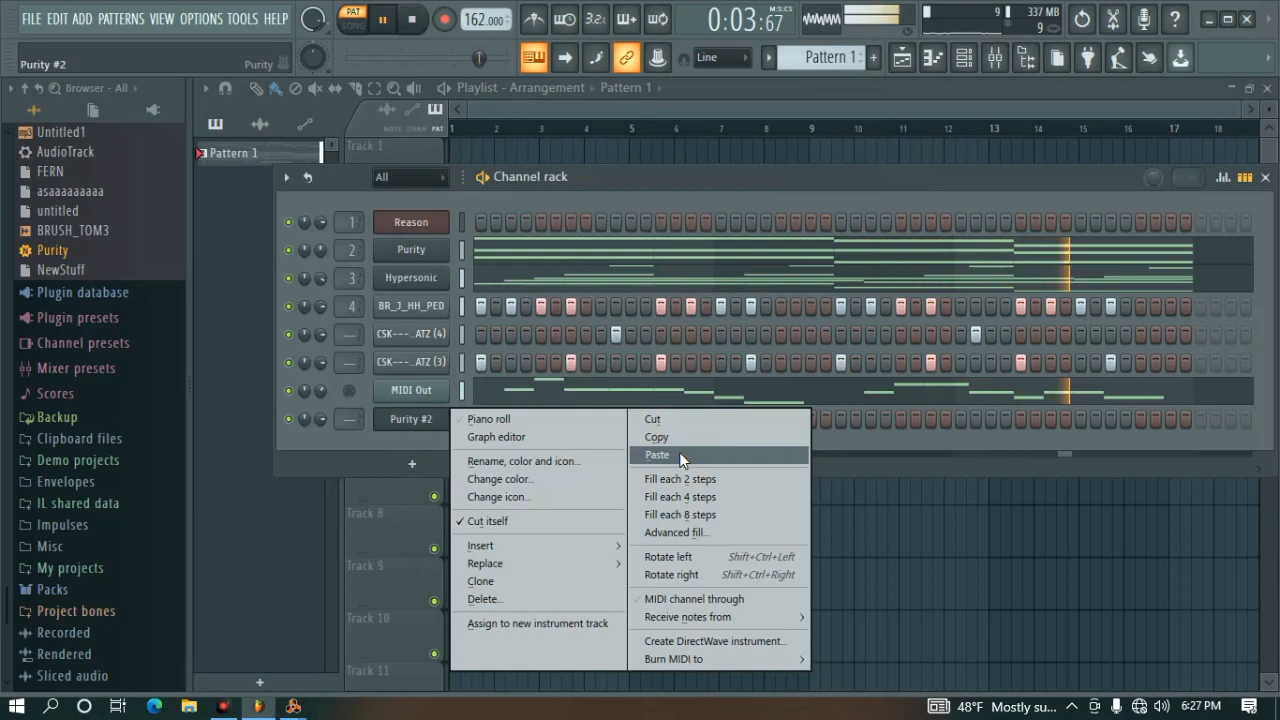 FILE EDIT ADD PATTERNS VIEW OPTIONS TOOLS HELP
PAT
SONG
162.000
3.2.
0:03:67
M:S:CS
9
337 MB
9
Purity #2
Purity
Line
Pattern 1
Browser - All
Playlist - Arrangement
Pattern 1
NOTE CHAN PAT
1 2 3 4 5 6 7 8 9 10 11 12 13 14 15 16 17 18
Untitled1
AudioTrack
FERN
asaaaaaaaaa
untitled
BRUSH_TOM3
Purity
NewStuff
Plugin database
Plugin presets
Channel presets
Mixer presets
Scores
Backup
Clipboard files
Demo projects
Envelopes
IL shared data
Impulses
Misc
My projects
Packs
Project bones
Recorded
Rendered
Sliced audio
Pattern 1
Track 1
All
Channel rack
1 Reason
2 Purity
3 Hypersonic
4 BR_J_HH_PED
--- CSK---...ATZ (4)
--- CSK---...ATZ (3)
MIDI Out
--- Purity #2
Piano roll
Graph editor
Rename, color and icon...
Change color...
Change icon...
Cut itself
Insert
Replace
Clone
Delete...
Assign to new instrument track
Cut
Copy
Paste
Fill each 2 steps
Fill each 4 steps
Fill each 8 steps
Advanced fill...
Rotate left Shift+Ctrl+Left
Rotate right Shift+Ctrl+Right
MIDI channel through
Receive notes from
Create DirectWave instrument...
Burn MIDI to
Track 8
Track 9
Track 10
Track 11
48°F Mostly su...
6:27 PM